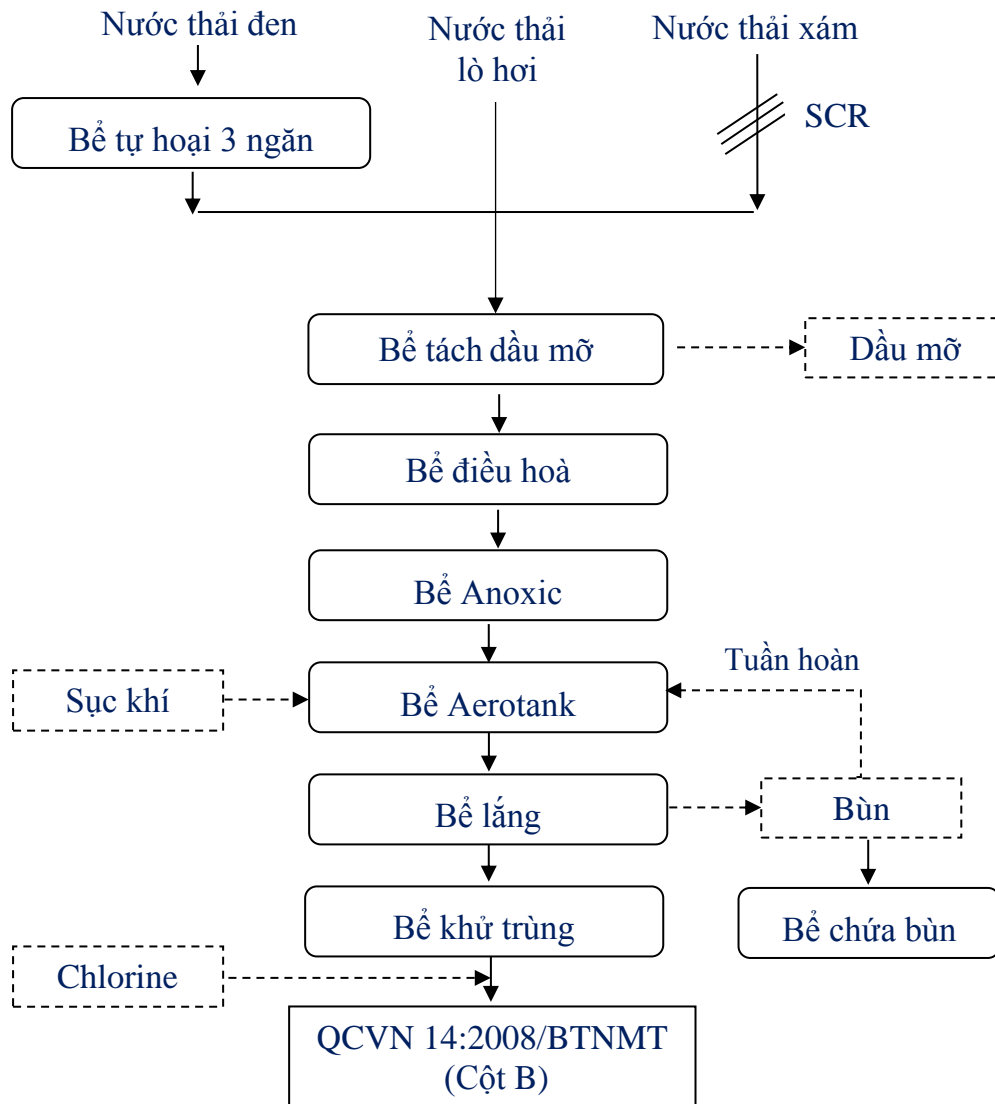 Nước thải đen
Nước thải
lò hơi
Nước thải xám
SCR
Bể tự hoại 3 ngăn
Bể tách dầu mỡ
Dầu mỡ
Bể điều hoà
Bể Anoxic
Tuần hoàn
Sục khí
Bể Aerotank
Bể lắng
Bùn
Bể khử trùng
Bể chứa bùn
Chlorine
QCVN 14:2008/BTNMT
(Cột B)